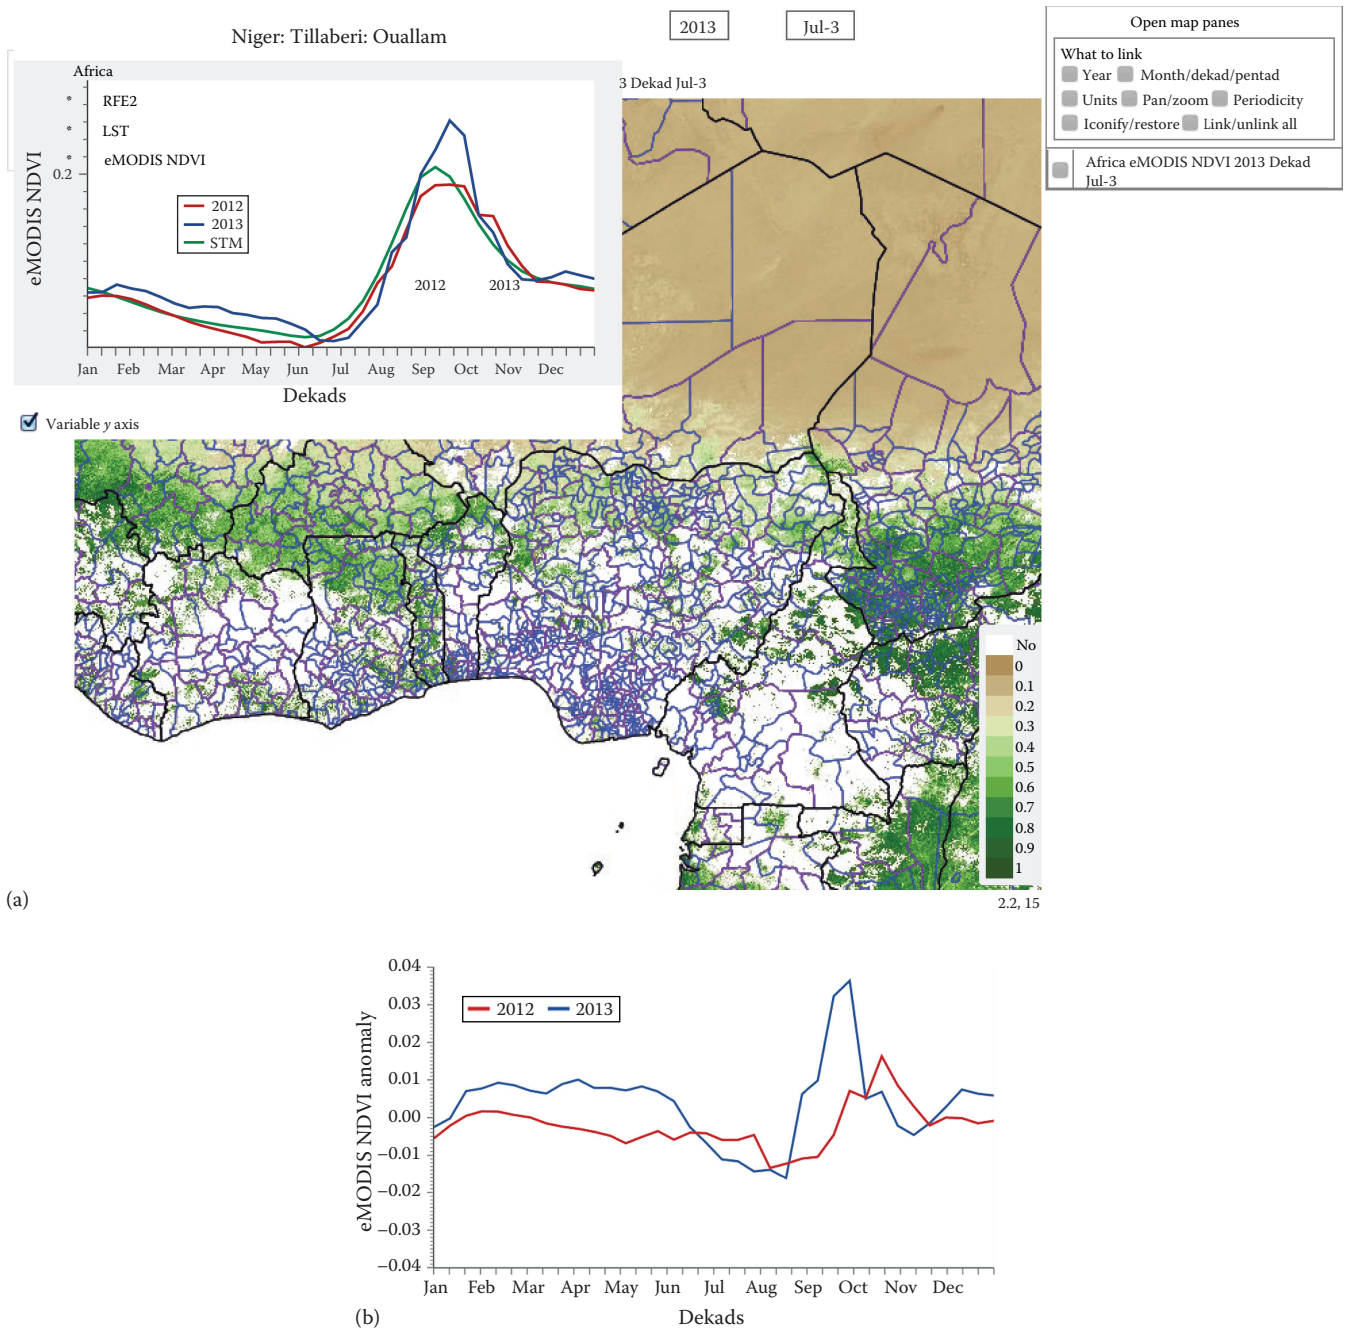 Niger: Tillaberi: Ouallam
2013
Jul-3
Open map panes
What to link
Year
Month/dekad/pentad
Units
Pan/zoom
Periodicity
Iconify/restore
Link/unlink all
Africa eMODIS NDVI 2013 Dekad
Jul-3
3 Dekad Jul-3
Africa
* RFE2
* LST
* eMODIS NDVI
0.2
eMODIS NDVI
2012
2013
STM
2012
2013
Jan Feb Mar Apr May Jun Jul Aug Sep Oct Nov Dec
Dekads
Variable y axis
No
0
0.1
0.2
0.3
0.4
0.5
0.6
0.7
0.8
0.9
1
2.2, 15
(a)
0.04
0.03
0.02
0.01
0.00
−0.01
−0.02
−0.03
−0.04
eMODIS NDVI anomaly
2012 2013
Jan Feb Mar Apr May Jun Jul Aug Oct Nov Dec
Dekads
(b)